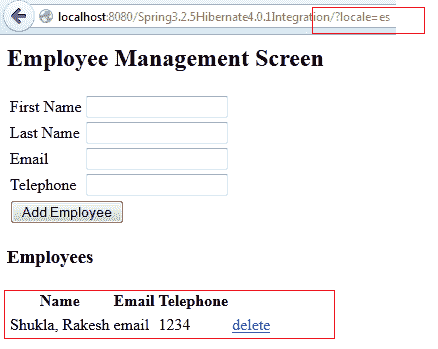 localhost:8080/Spring3.2.5Hibernate4.0.1Integration/?locale=es
Employee Management Screen
First Name
Last Name
Email
Telephone
Add Employee
Employees
Name Email Telephone
Shukla, Rakesh email 1234 delete